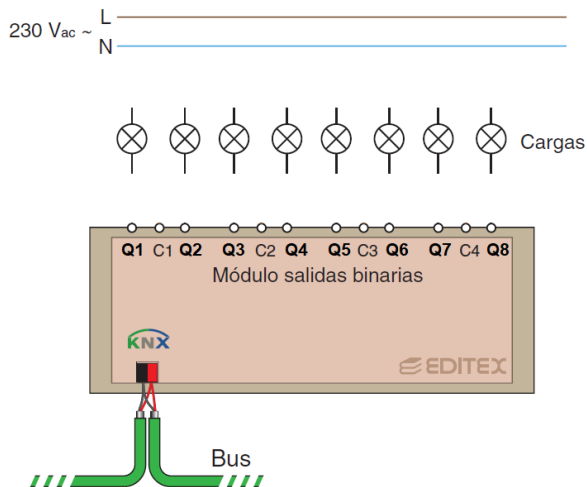 230 Vac ~
L
N
Cargas
Q1 C1 Q2 Q3 C2 Q4 Q5 C3 Q6 Q7 C4 Q8
Módulo salidas binarias
KNX
EDITEX
Bus